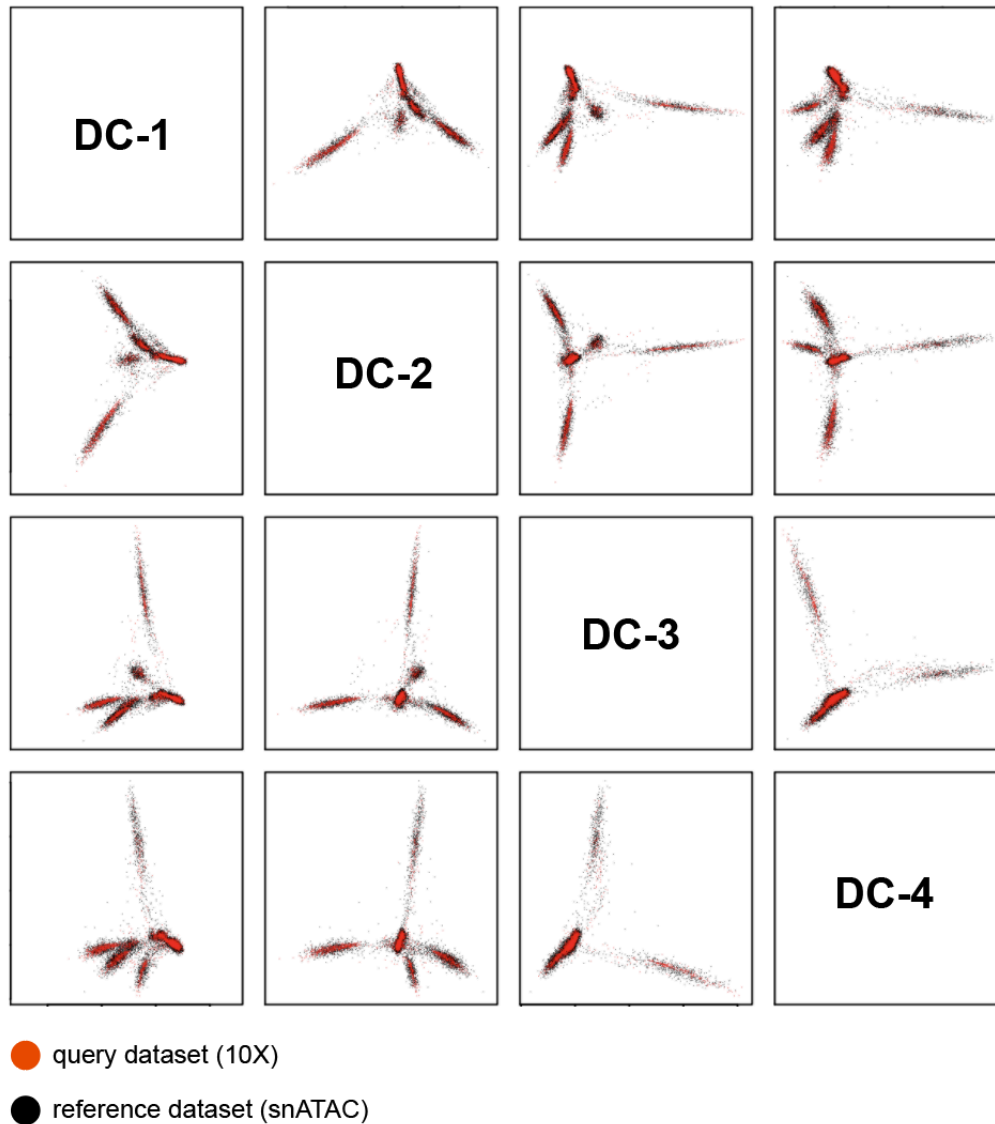 DC-1
DC-2
DC-3
DC-4
query dataset (10X)
reference dataset (snATAC)